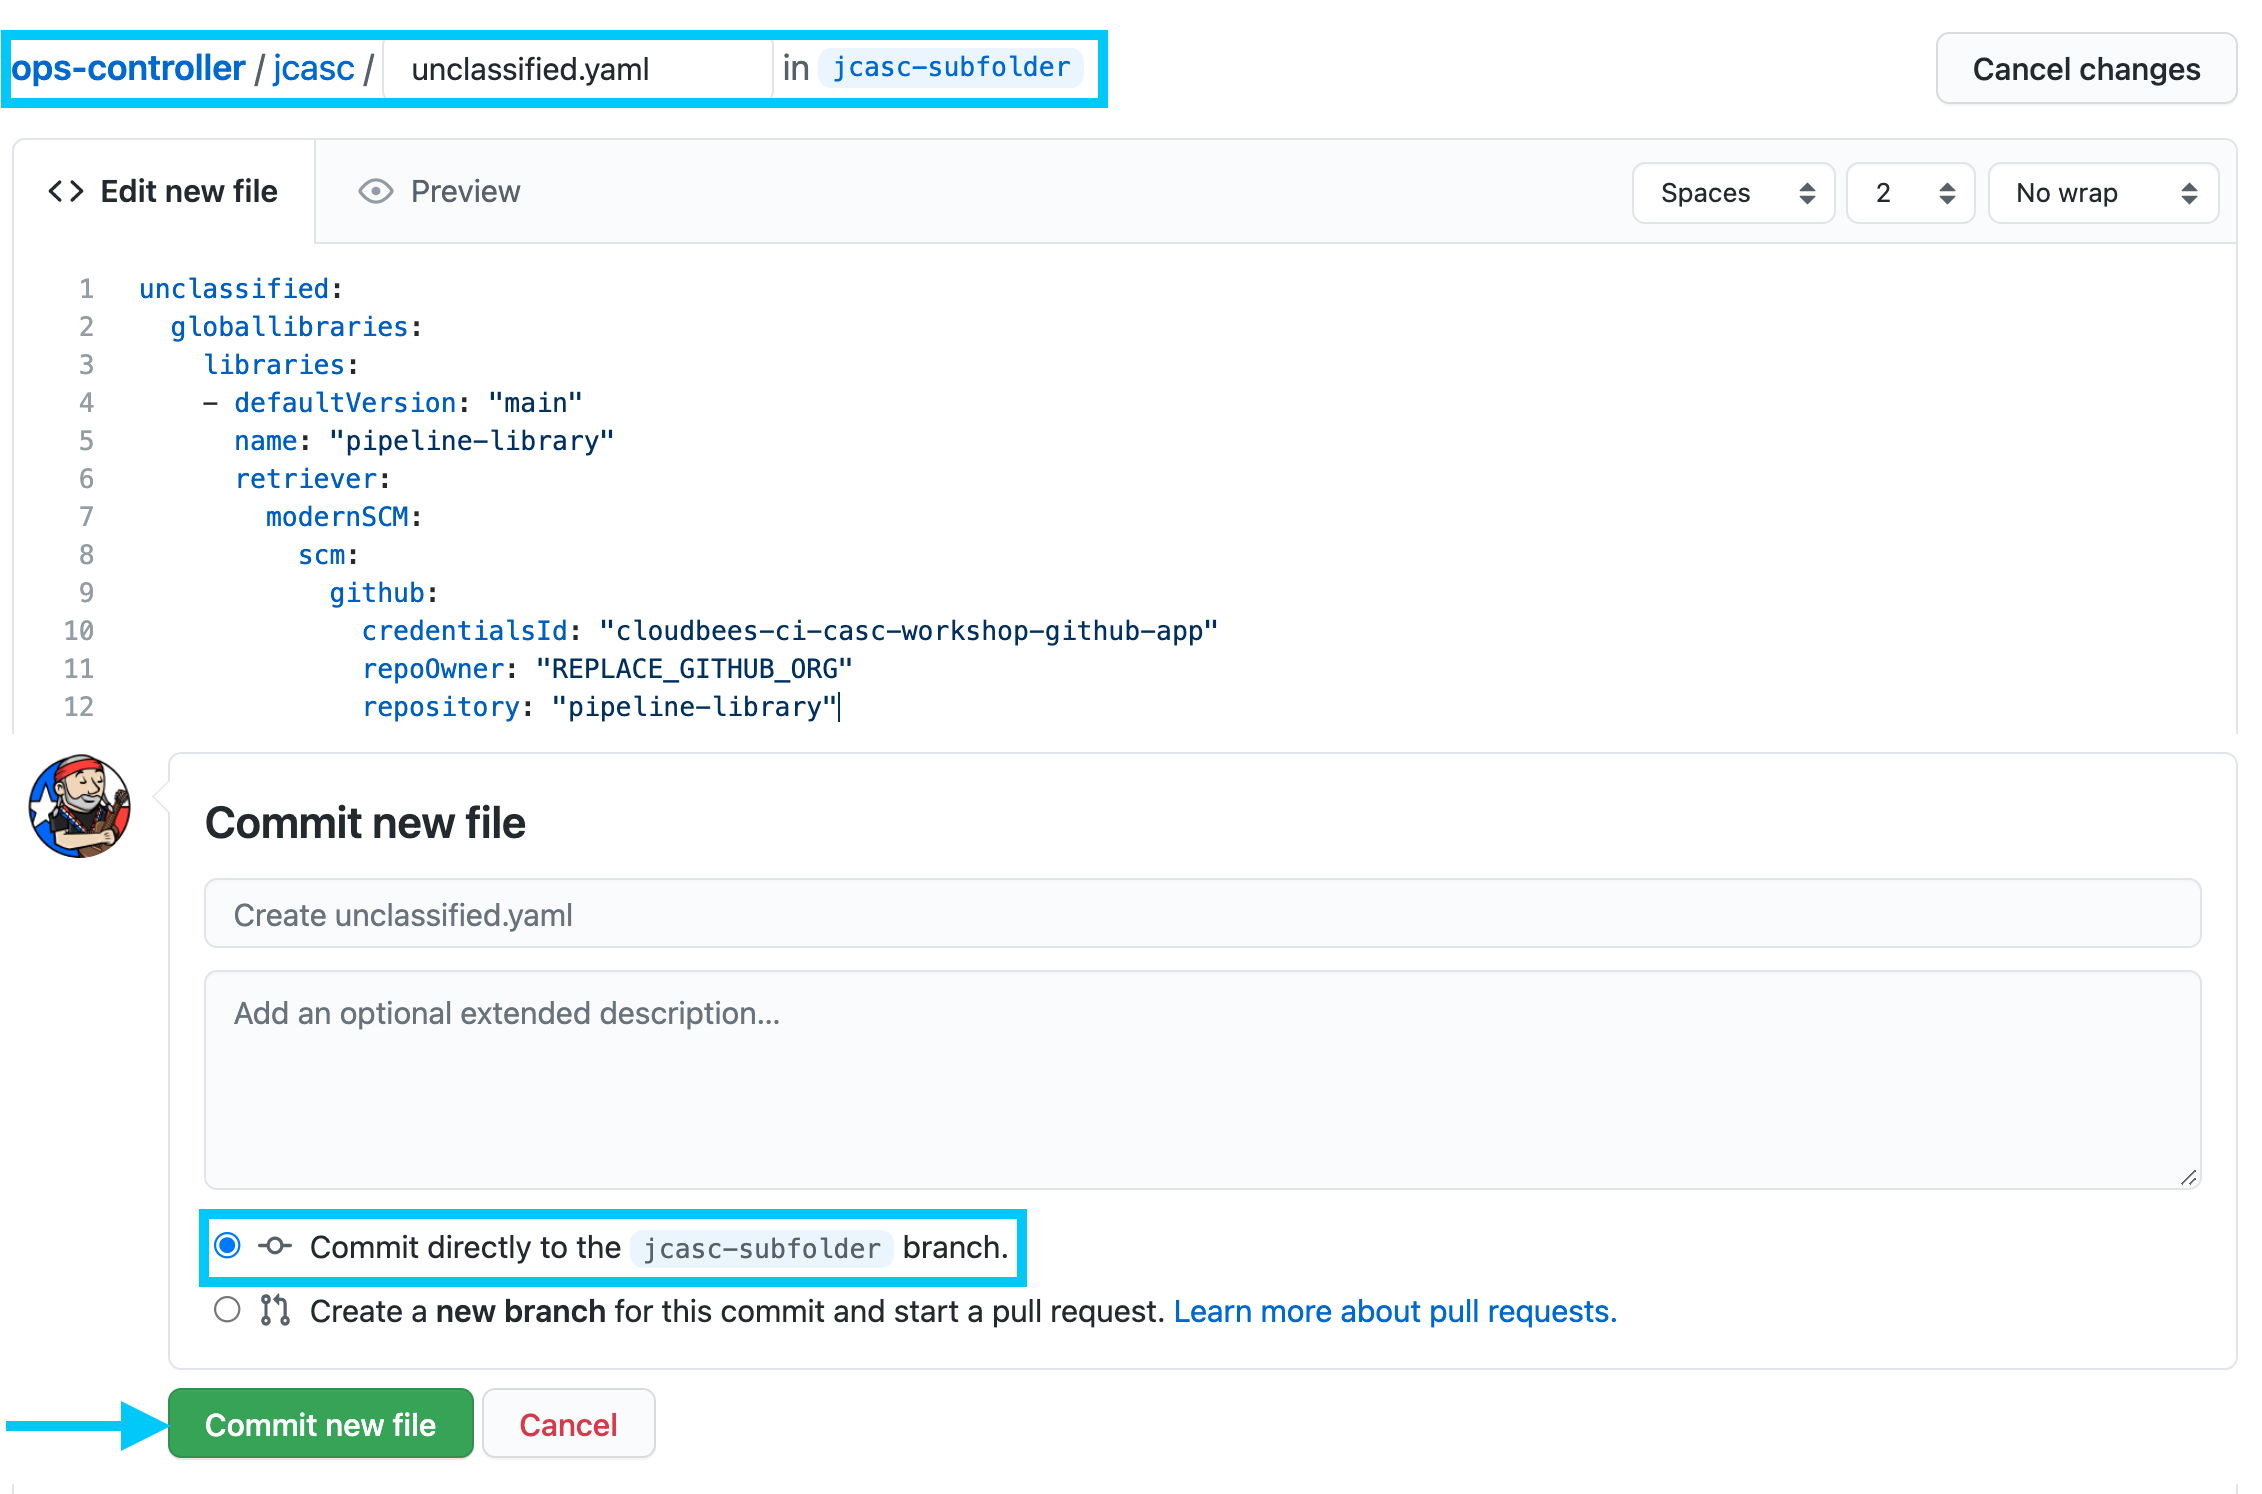 ops-controller / jcasc / unclassified.yaml in jcasc-subfolder Cancel changes
<> Edit new file Preview Spaces 2 No wrap
1 unclassified:
2   globallibraries:
3     libraries:
4     - defaultVersion: "main"
5       name: "pipeline-library"
6       retriever:
7         modernSCM:
8           scm:
9             github:
10               credentialsId: "cloudbees-ci-casc-workshop-github-app"
11               repoOwner: "REPLACE_GITHUB_ORG"
12               repository: "pipeline-library"
Commit new file
Create unclassified.yaml
Add an optional extended description...
Commit directly to the jcasc-subfolder branch.
Create a new branch for this commit and start a pull request. Learn more about pull requests.
Commit new file Cancel